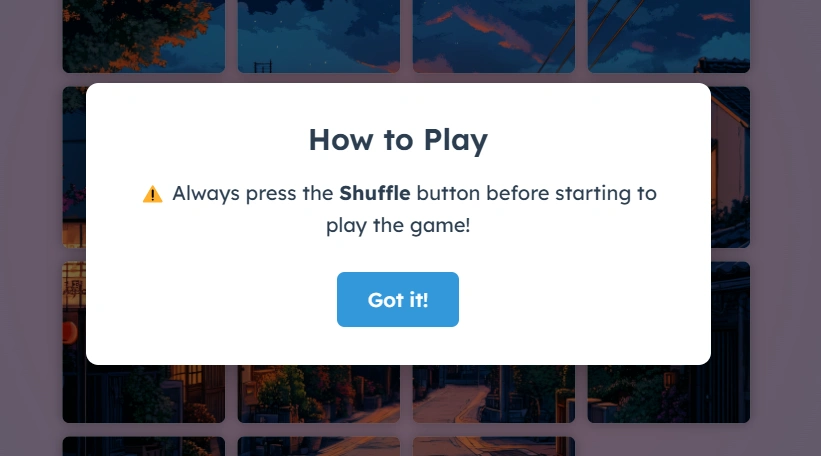 How to Play
⚠️ Always press the Shuffle button before starting to
play the game!
Got it!